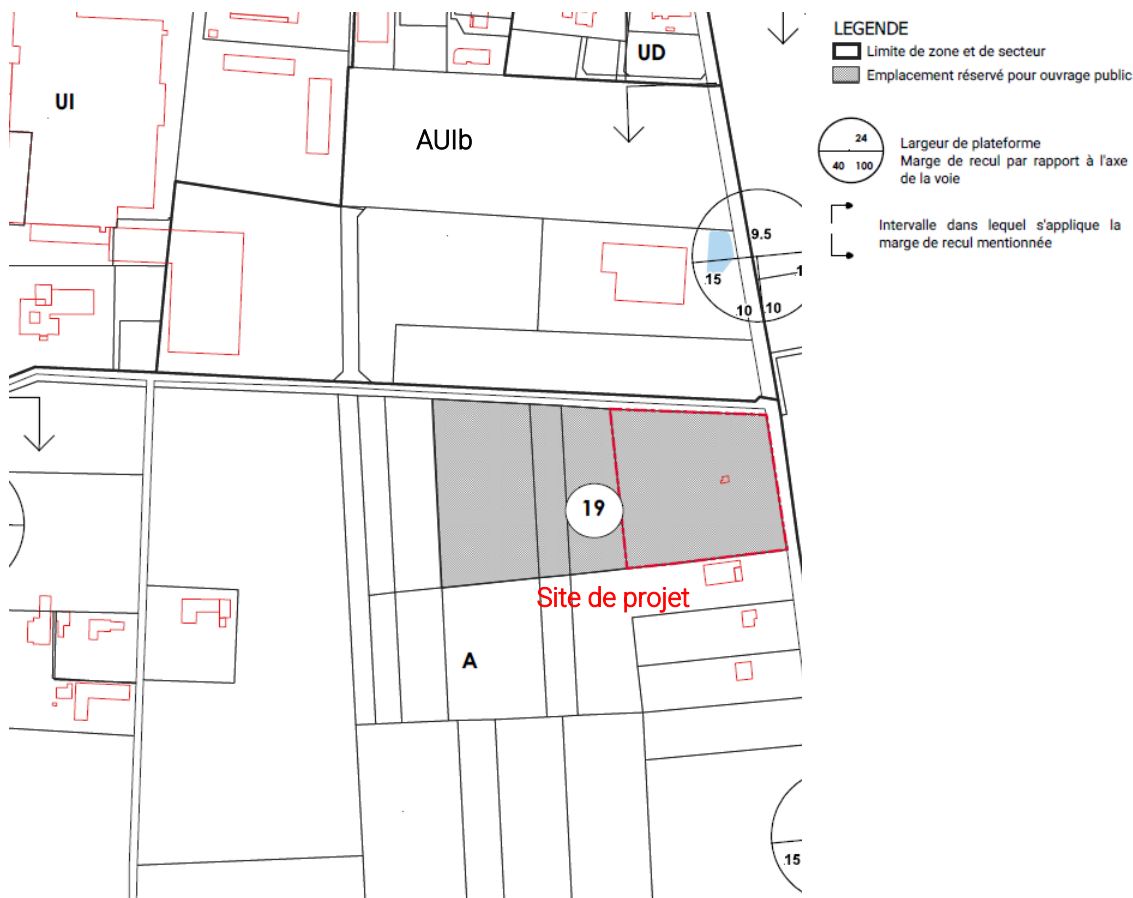 UI
UD
AUIb
9.5
.15
.1
.10
.10
19
Site de projet
A
.15
LEGENDE
Limite de zone et de secteur
Emplacement réservé pour ouvrage public
24
40 100
Largeur de plateforme
Marge de recul par rapport à l'axe
de la voie
Intervalle dans lequel s'applique la
marge de recul mentionnée